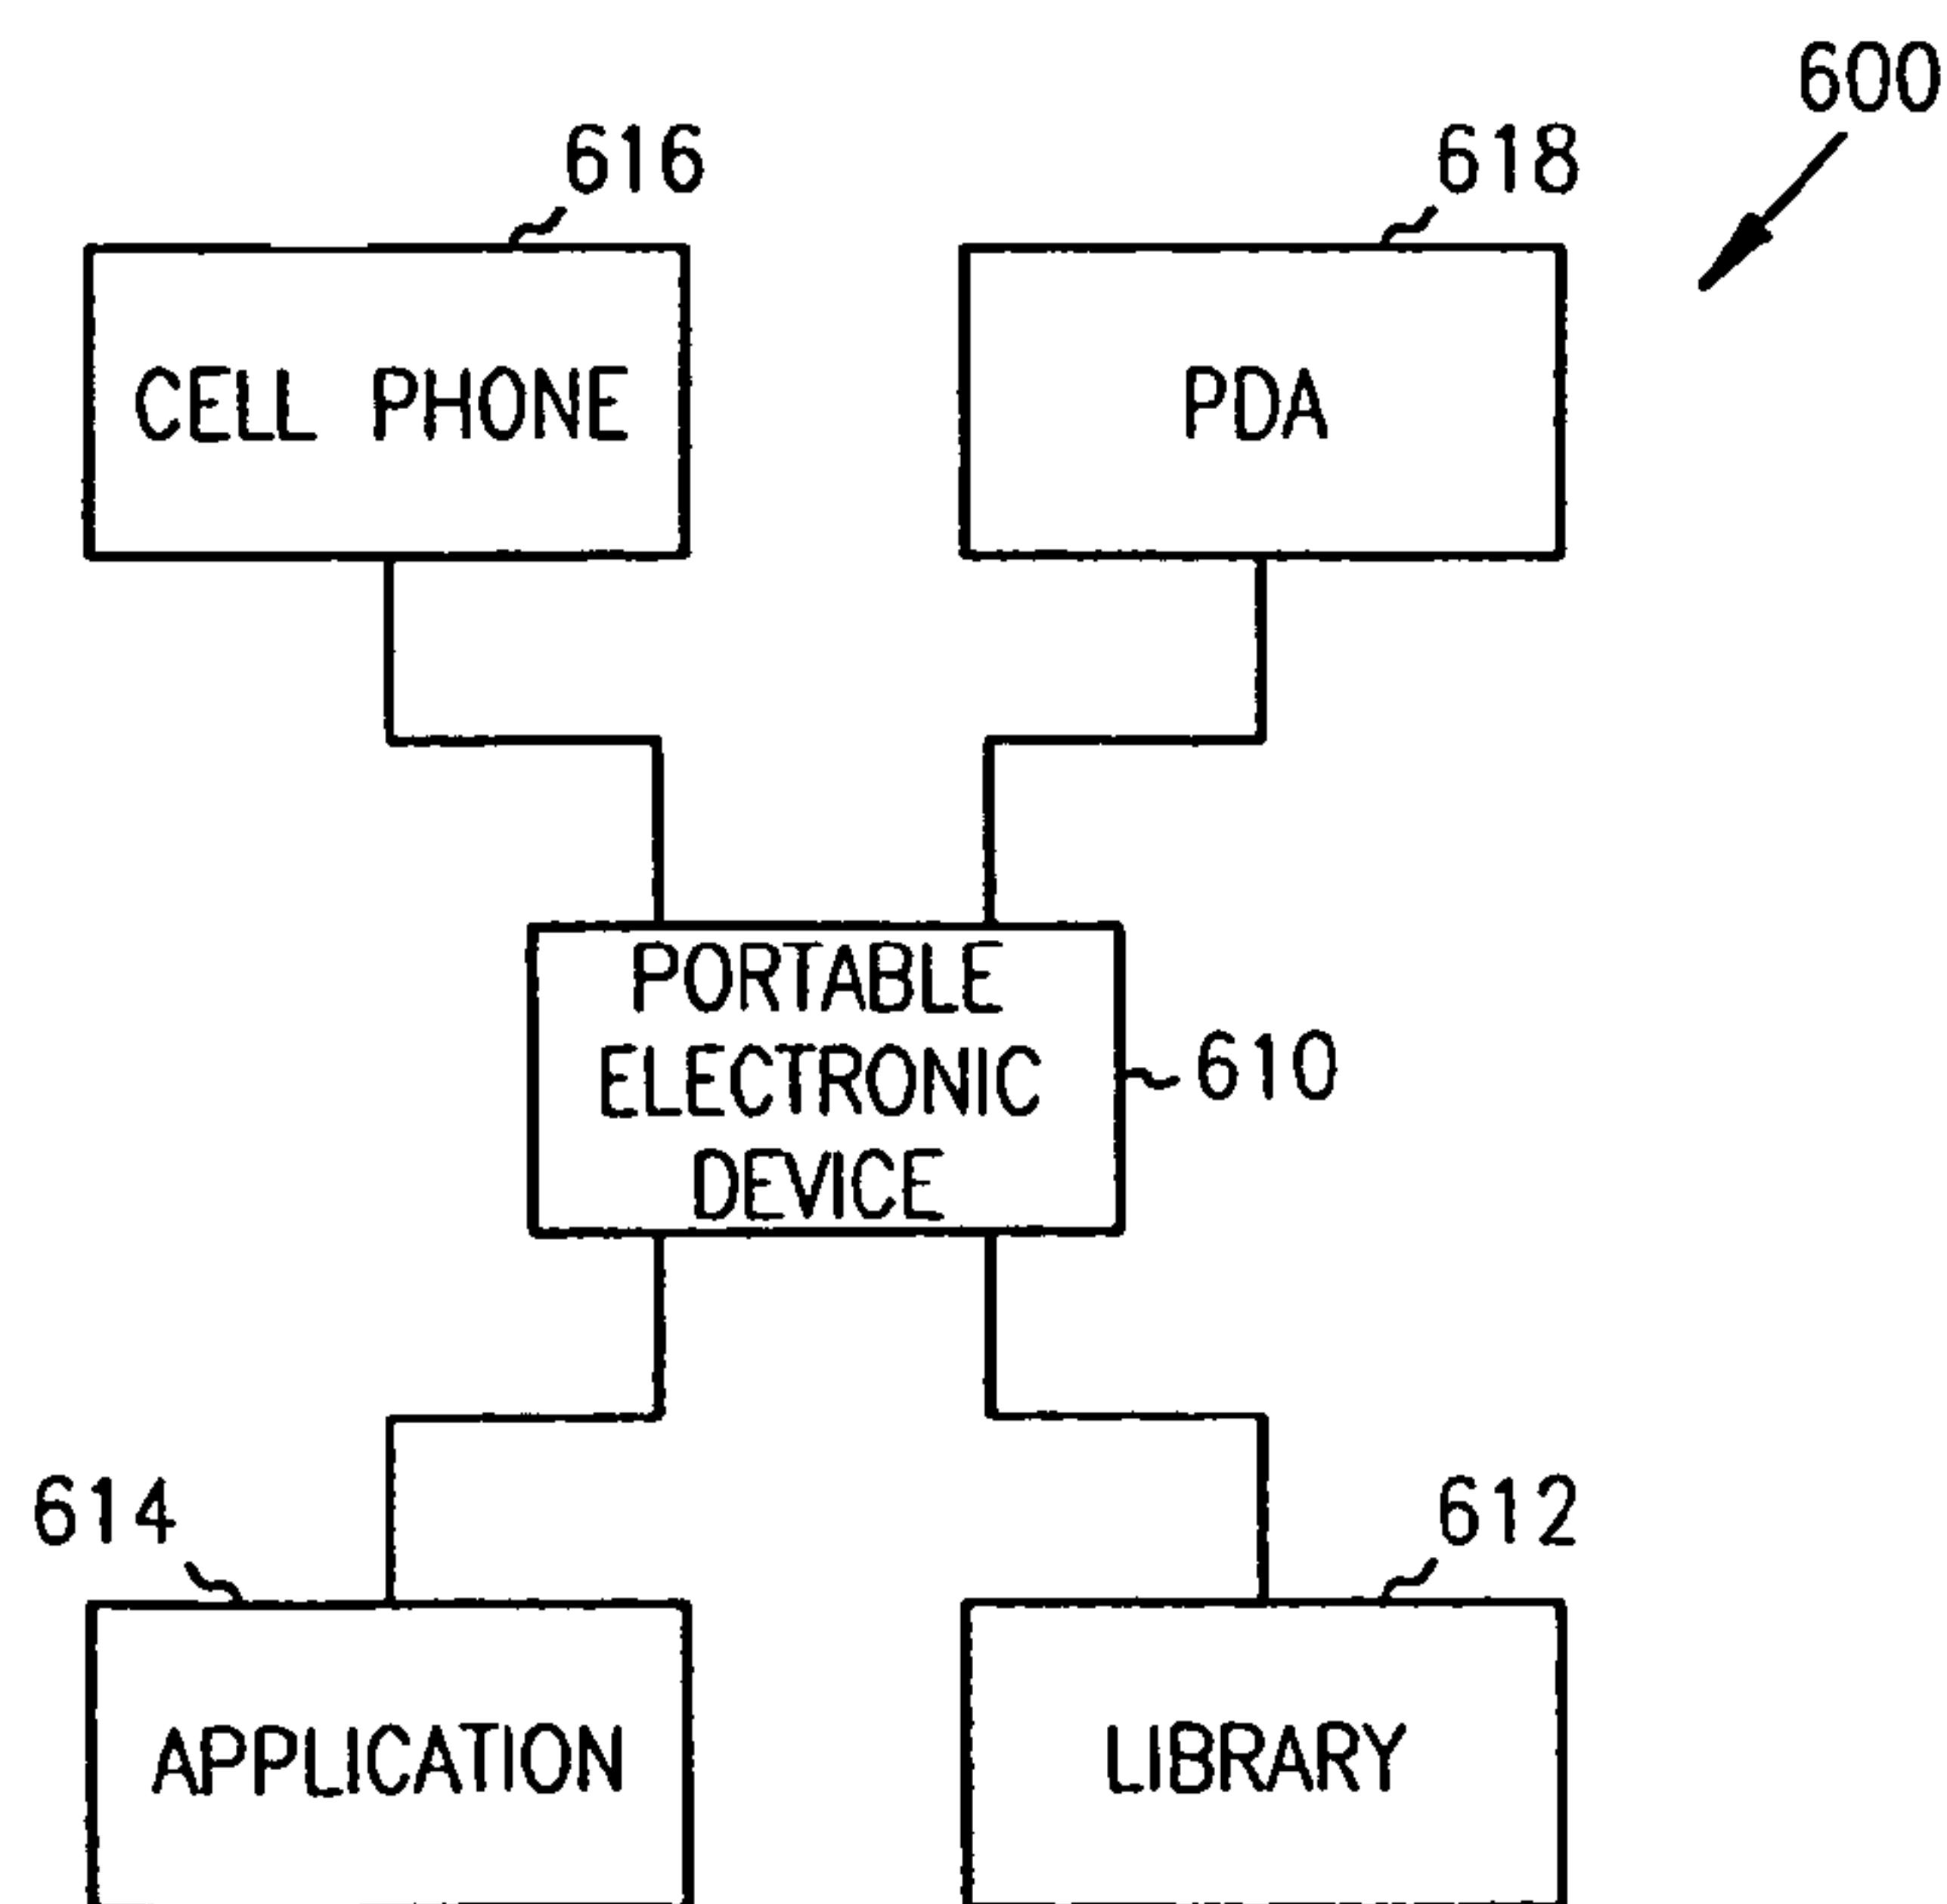 600
616
618
CELL PHONE
PDA
PORTABLE
ELECTRONIC
DEVICE
610
614
612
APPLICATION
LIBRARY